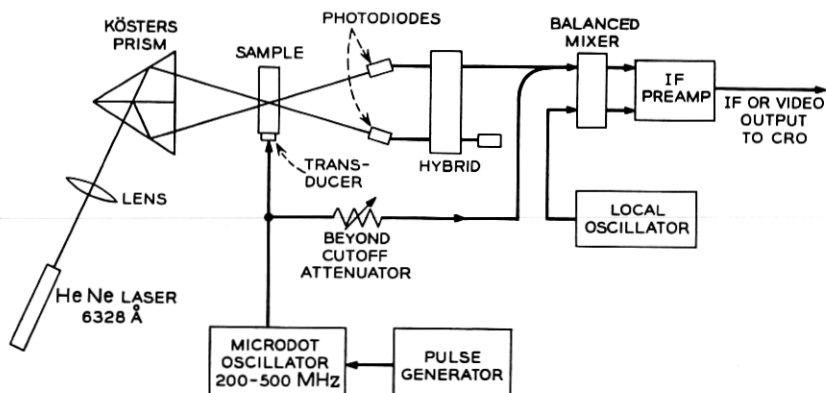 KÖSTERS
PRISM
SAMPLE
PHOTODIODES
BALANCED
MIXER
IF
PREAMP
IF OR VIDEO
OUTPUT
TO CRO
HYBRID
TRANS-
DUCER
LENS
BEYOND
CUTOFF
ATTENUATOR
LOCAL
OSCILLATOR
He Ne LASER
6328 Å
MICRODOT
OSCILLATOR
200-500 MHz
PULSE
GENERATOR